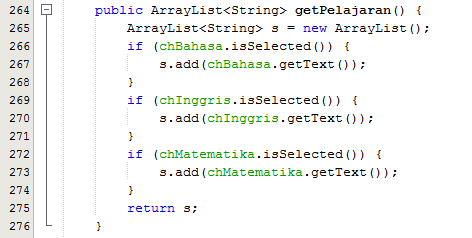 264 public ArrayList<String> getPelajaran() {
265 ArrayList<String> s = new ArrayList();
266 if (chBahasa.isSelected()) {
267 s.add(chBahasa.getText());
268 }
269 if (chInggris.isSelected()) {
270 s.add(chInggris.getText());
271 }
272 if (chMatematika.isSelected()) {
273 s.add(chMatematika.getText());
274 }
275 return s;
276 }